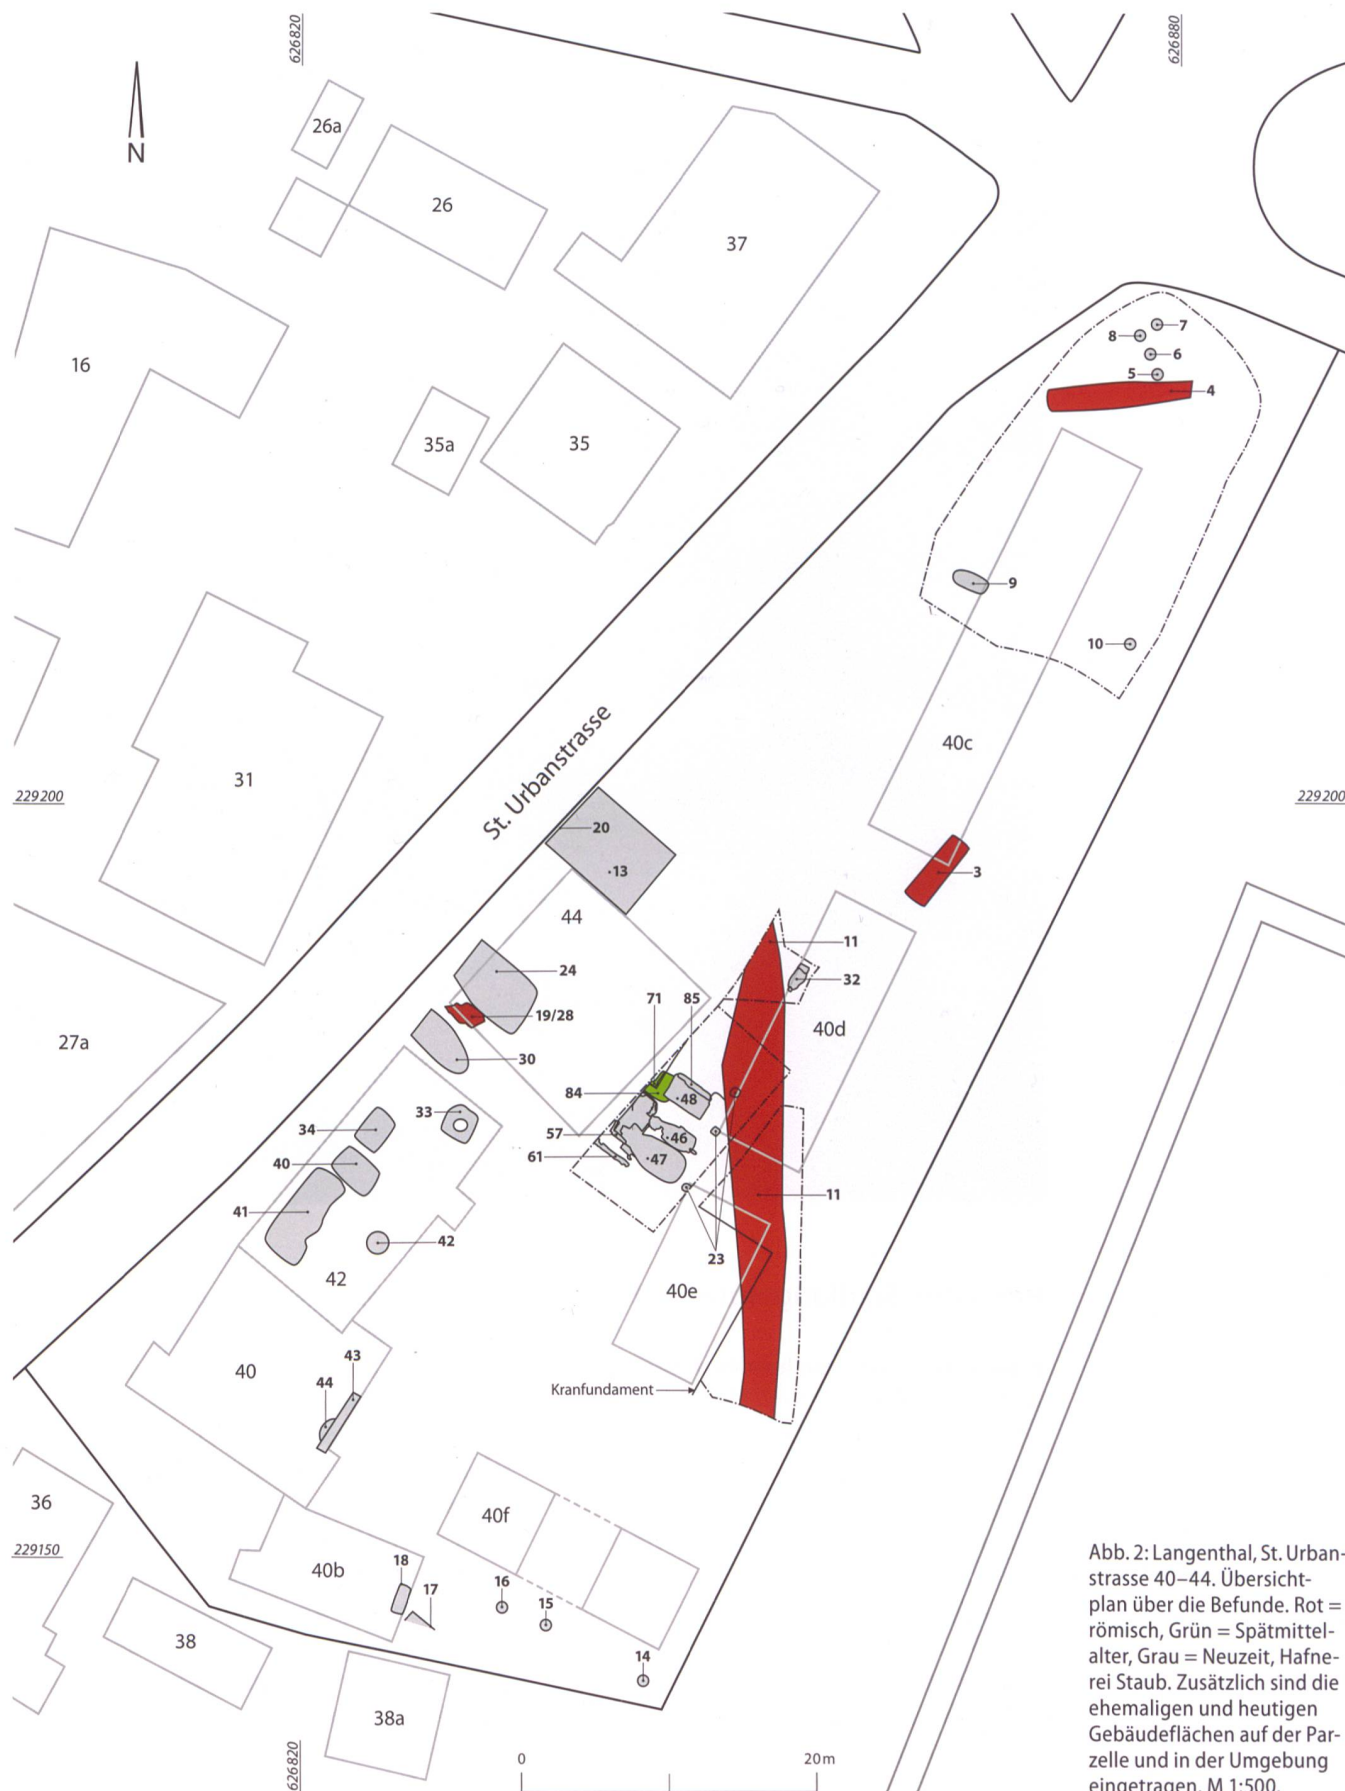 626820
626880
N
26a
26
37
16
7
8
6
5
4
35a
35
9
10
40c
31
St. Urbanstrasse
229200
229200
20
13
3
44
11
24
32
71
85
19/28
40d
27a
30
84
48
33
34
57
46
61
47
40
11
41
42
23
42
40e
43
40
44
Kranfundament
36
40f
229150
18
40b
17
16
15
38
14
38a
626820
0
20m
Abb. 2: Langenthal, St. Urban-
strasse 40–44. Übersicht-
plan über die Befunde. Rot =
römisch, Grün = Spätmittel-
alter, Grau = Neuzeit, Hafne-
rei Staub. Zusätzlich sind die
ehemaligen und heutigen
Gebäudeflächen auf der Par-
zelle und in der Umgebung
eingetragen. M 1:500.